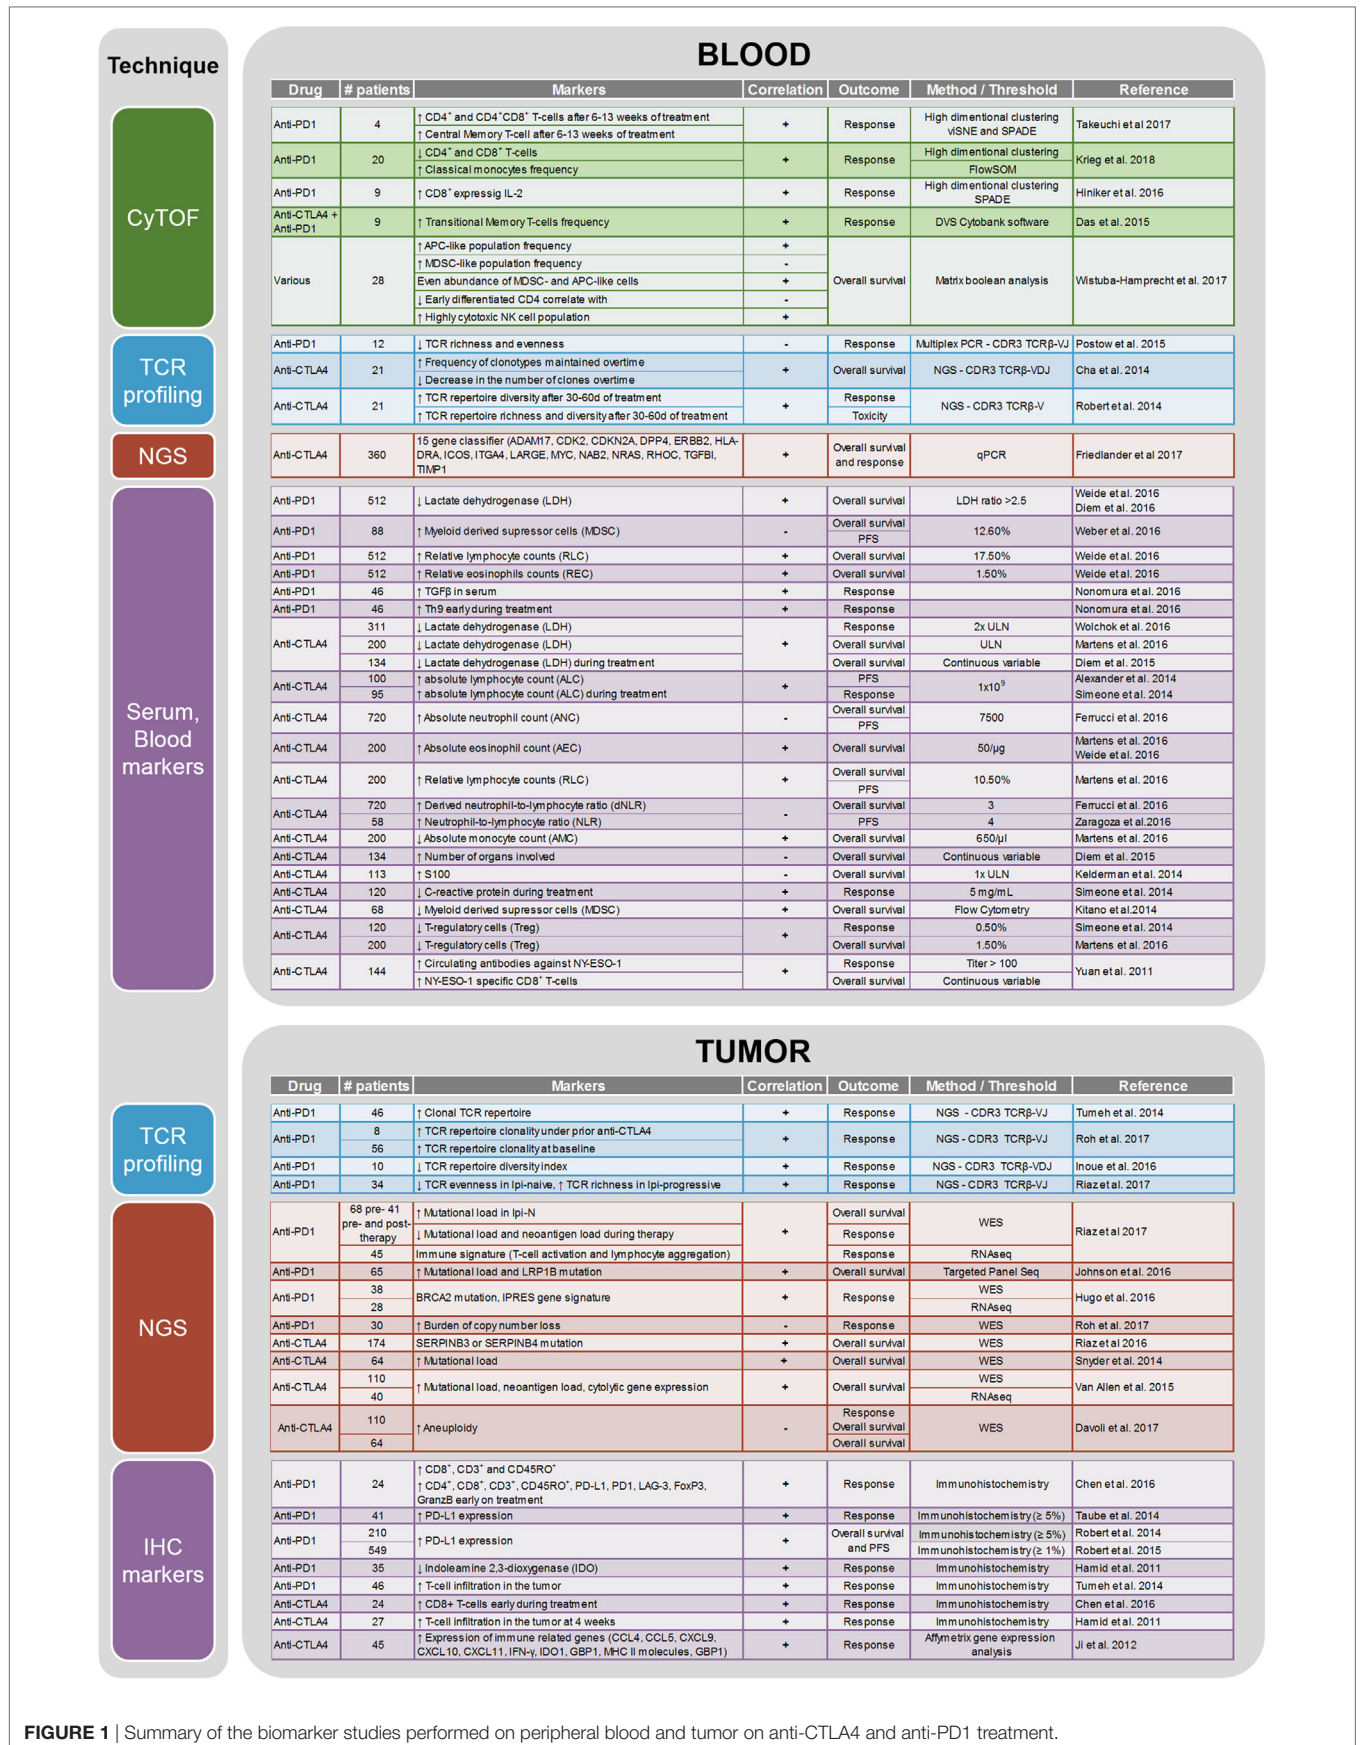 BLOOD
Technique
Drug # patients Markers Correlation Outcome Method / Threshold Reference
CyTOF
Anti-PD1 4 ↑ CD4⁺ and CD4⁺CD8⁺ T-cells after 6-13 weeks of treatment + Response High dimentional clustering viSNE and SPADE Takeuchi et al 2017
↑ Central Memory T-cell after 6-13 weeks of treatment
Anti-PD1 20 ↓ CD4⁺ and CD8⁺ T-cells + Response High dimentional clustering Krieg et al. 2018
↑ Classical monocytes frequency FlowSOM
Anti-PD1 9 ↑ CD8⁺ expressig IL-2 + Response High dimentional clustering SPADE Hiniker et al. 2016
Anti-CTLA4 + Anti-PD1 9 ↑ Transitional Memory T-cells frequency + Response DVS Cytobank software Das et al. 2015
Various 28 ↑ APC-like population frequency + Overall survival Matrix boolean analysis Wistuba-Hamprecht et al. 2017
↑ MDSC-like population frequency -
Even abundance of MDSC- and APC-like cells +
↓ Early differentiated CD4 correlate with -
↑ Highly cytotoxic NK cell population +
TCR profiling
Anti-PD1 12 ↓ TCR richness and evenness - Response Multiplex PCR - CDR3 TCRβ-VJ Postow et al. 2015
Anti-CTLA4 21 ↑ Frequency of clonotypes maintained overtime + Overall survival NGS - CDR3 TCRβ-VDJ Cha et al. 2014
↓ Decrease in the number of clones overtime
Anti-CTLA4 21 ↑ TCR repertoire diversity after 30-60d of treatment + Response NGS - CDR3 TCRβ-V Robert et al. 2014
↑ TCR repertoire richness and diversity after 30-60d of treatment Toxicity
NGS
Anti-CTLA4 360 15 gene classifier (ADAM17, CDK2, CDKN2A, DPP4, ERBB2, HLA-
DRA, ICOS, ITGA4, LARGE, MYC, NAB2, NRAS, RHOC, TGFBI,
TIMP1 + Overall survival and response qPCR Friedlander et al 2017
Serum, Blood markers
Anti-PD1 512 ↓ Lactate dehydrogenase (LDH) + Overall survival LDH ratio >2.5 Weide et al. 2016
Diem et al. 2016
Anti-PD1 88 ↑ Myeloid derived supressor cells (MDSC) - Overall survival 12.60% Weber et al. 2016
PFS
Anti-PD1 512 ↑ Relative lymphocyte counts (RLC) + Overall survival 17.50% Weide et al. 2016
Anti-PD1 512 ↑ Relative eosinophils counts (REC) + Overall survival 1.50% Weide et al. 2016
Anti-PD1 46 ↑ TGFβ in serum + Response Nonomura et al. 2016
Anti-PD1 46 ↑ Th9 early during treatment + Response Nonomura et al. 2016
Anti-CTLA4 311 ↓ Lactate dehydrogenase (LDH) + Response 2x ULN Wolchok et al. 2016
200 ↓ Lactate dehydrogenase (LDH) Overall survival ULN Martens et al. 2016
134 ↓ Lactate dehydrogenase (LDH) during treatment Overall survival Continuous variable Diem et al. 2015
Anti-CTLA4 100 ↑ absolute lymphocyte count (ALC) + PFS 1x10⁹ Alexander et al. 2014
95 ↑ absolute lymphocyte count (ALC) during treatment Response Simeone et al. 2014
Anti-CTLA4 720 ↑ Absolute neutrophil count (ANC) - Overall survival 7500 Ferrucci et al. 2016
PFS
Anti-CTLA4 200 ↑ Absolute eosinophil count (AEC) + Overall survival 50/µg Martens et al. 2016
Weide et al. 2016
Anti-CTLA4 200 ↑ Relative lymphocyte counts (RLC) + Overall survival 10.50% Martens et al. 2016
PFS
Anti-CTLA4 720 ↑ Derived neutrophil-to-lymphocyte ratio (dNLR) - Overall survival 3 Ferrucci et al. 2016
58 ↑ Neutrophil-to-lymphocyte ratio (NLR) PFS 4 Zaragoza et al.2016
Anti-CTLA4 200 ↓ Absolute monocyte count (AMC) + Overall survival 650/µl Martens et al. 2016
Anti-CTLA4 134 ↑ Number of organs involved - Overall survival Continuous variable Diem et al. 2015
Anti-CTLA4 113 ↑ S100 - Overall survival 1x ULN Kelderman et al. 2014
Anti-CTLA4 120 ↓ C-reactive protein during treatment + Response 5 mg/mL Simeone et al. 2014
Anti-CTLA4 68 ↓ Myeloid derived supressor cells (MDSC) + Overall survival Flow Cytometry Kitano et al.2014
Anti-CTLA4 120 ↓ T-regulatory cells (Treg) + Response 0.50% Simeone et al. 2014
200 ↓ T-regulatory cells (Treg) Overall survival 1.50% Martens et al. 2016
Anti-CTLA4 144 ↑ Circulating antibodies against NY-ESO-1 + Response Titer > 100 Yuan et al. 2011
↑ NY-ESO-1 specific CD8⁺ T-cells Overall survival Continuous variable
TUMOR
Drug # patients Markers Correlation Outcome Method / Threshold Reference
TCR profiling
Anti-PD1 46 ↑ Clonal TCR repertoire + Response NGS - CDR3 TCRβ-VJ Tumeh et al. 2014
Anti-PD1 8 ↑ TCR repertoire clonality under prior anti-CTLA4 + Response NGS - CDR3 TCRβ-VJ Roh et al. 2017
56 ↑ TCR repertoire clonality at baseline
Anti-PD1 10 ↓ TCR repertoire diversity index + Response NGS - CDR3 TCRβ-VDJ Inoue et al. 2016
Anti-PD1 34 ↓ TCR evenness in Ipi-naive, ↑ TCR richness in Ipi-progressive + Response NGS - CDR3 TCRβ-VJ Riaz et al. 2017
NGS
Anti-PD1 68 pre- 41 pre- and post-therapy ↑ Mutational load in Ipi-N + Overall survival WES Riaz et al 2017
↓ Mutational load and neoantigen load during therapy Response
45 Immune signature (T-cell activation and lymphocyte aggregation) Response RNAseq
Anti-PD1 65 ↑ Mutational load and LRP1B mutation + Overall survival Targeted Panel Seq Johnson et al. 2016
Anti-PD1 38 BRCA2 mutation, IPRES gene signature + Response WES Hugo et al. 2016
28 RNAseq
Anti-PD1 30 ↑ Burden of copy number loss - Response WES Roh et al. 2017
Anti-CTLA4 174 SERPINB3 or SERPINB4 mutation + Overall survival WES Riaz et al 2016
Anti-CTLA4 64 ↑ Mutational load + Overall survival WES Snyder et al. 2014
Anti-CTLA4 110 ↑ Mutational load, neoantigen load, cytolytic gene expression + Overall survival WES Van Allen et al. 2015
40 RNAseq
Anti-CTLA4 110 ↑ Aneuploidy - Response Overall survival WES Davoli et al. 2017
64 Overall survival
IHC markers
Anti-PD1 24 ↑ CD8⁺, CD3⁺ and CD45RO⁺
↑ CD4⁺, CD8⁺, CD3⁺, CD45RO⁺, PD-L1, PD1, LAG-3, FoxP3,
GranzB early on treatment + Response Immunohistochemistry Chen et al. 2016
Anti-PD1 41 ↑ PD-L1 expression + Response Immunohistochemistry (≥ 5%) Taube et al. 2014
Anti-PD1 210 ↑ PD-L1 expression + Overall survival and PFS Immunohistochemistry (≥ 5%) Robert et al. 2014
549 Immunohistochemistry (≥ 1%) Robert et al. 2015
Anti-PD1 35 ↓ Indoleamine 2,3-dioxygenase (IDO) + Response Immunohistochemistry Hamid et al. 2011
Anti-PD1 46 ↑ T-cell infiltration in the tumor + Response Immunohistochemistry Tumeh et al. 2014
Anti-CTLA4 24 ↑ CD8+ T-cells early during treatment + Response Immunohistochemistry Chen et al. 2016
Anti-CTLA4 27 ↑ T-cell infiltration in the tumor at 4 weeks + Response Immunohistochemistry Hamid et al. 2011
Anti-CTLA4 45 ↑ Expression of immune related genes (CCL4, CCL5, CXCL9,
CXCL10, CXCL11, IFN-γ, IDO1, GBP1, MHC II molecules, GBP1) + Response Affymetrix gene expression analysis Ji et al. 2012
FIGURE 1 | Summary of the biomarker studies performed on peripheral blood and tumor on anti-CTLA4 and anti-PD1 treatment.